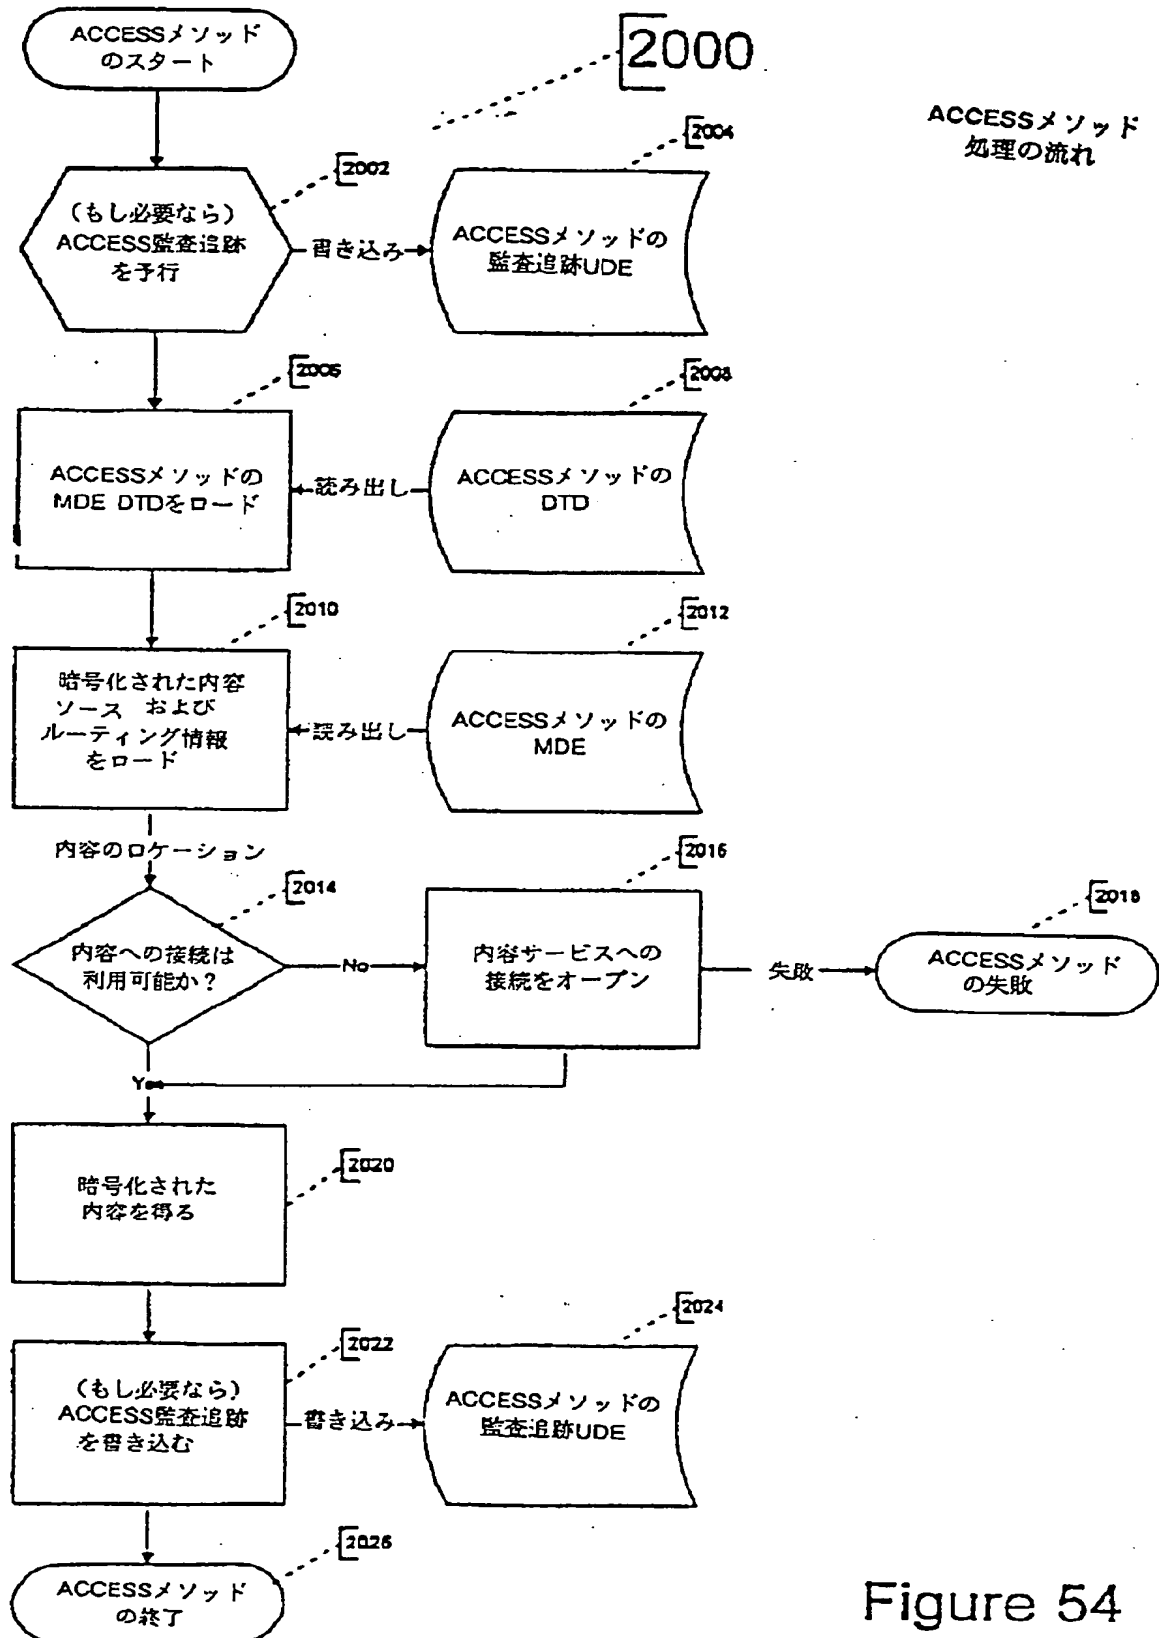 ACCESSメソッド
のスタート
2000
ACCESSメソッド
処理の流れ
2002
2004
(もし必要なら)
ACCESS監査追跡
を予行
書き込み
ACCESSメソッドの
監査追跡UDE
2006
2008
ACCESSメソッドの
MDE DTDをロード
読み出し
ACCESSメソッドの
DTD
2010
2012
暗号化された内容
ソース および
ルーティング情報
をロード
読み出し
ACCESSメソッドの
MDE
内容のロケーション
2014
2016
2018
内容への接続は
利用可能か?
No
内容サービスへの
接続をオープン
失敗
ACCESSメソッド
の失敗
Y
2020
暗号化された
内容を得る
2022
2024
(もし必要なら)
ACCESS監査追跡
を書き込む
書き込み
ACCESSメソッドの
監査追跡UDE
2026
ACCESSメソッド
の終了
Figure 54